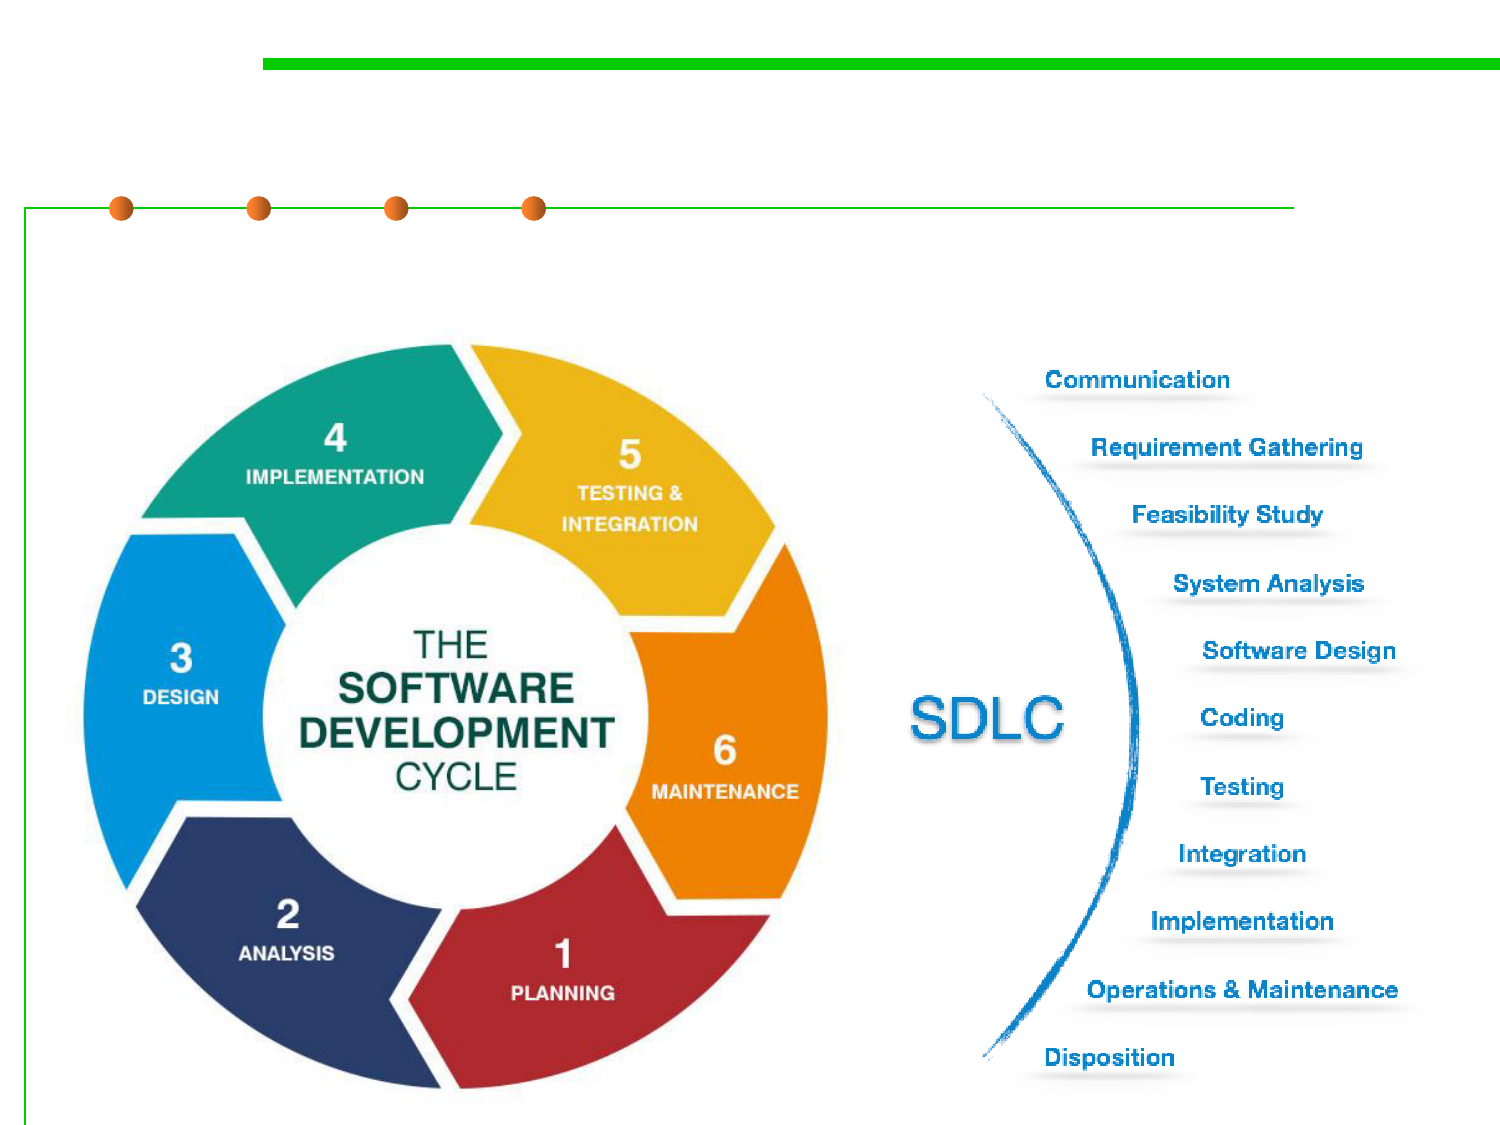 4
IMPLEMENTATION
5
TESTING &
INTEGRATION
3
DESIGN
THE
SOFTWARE
DEVELOPMENT
CYCLE
6
MAINTENANCE
2
ANALYSIS
1
PLANNING
SDLC
Communication
Requirement Gathering
Feasibility Study
System Analysis
Software Design
Coding
Testing
Integration
Implementation
Operations & Maintenance
Disposition